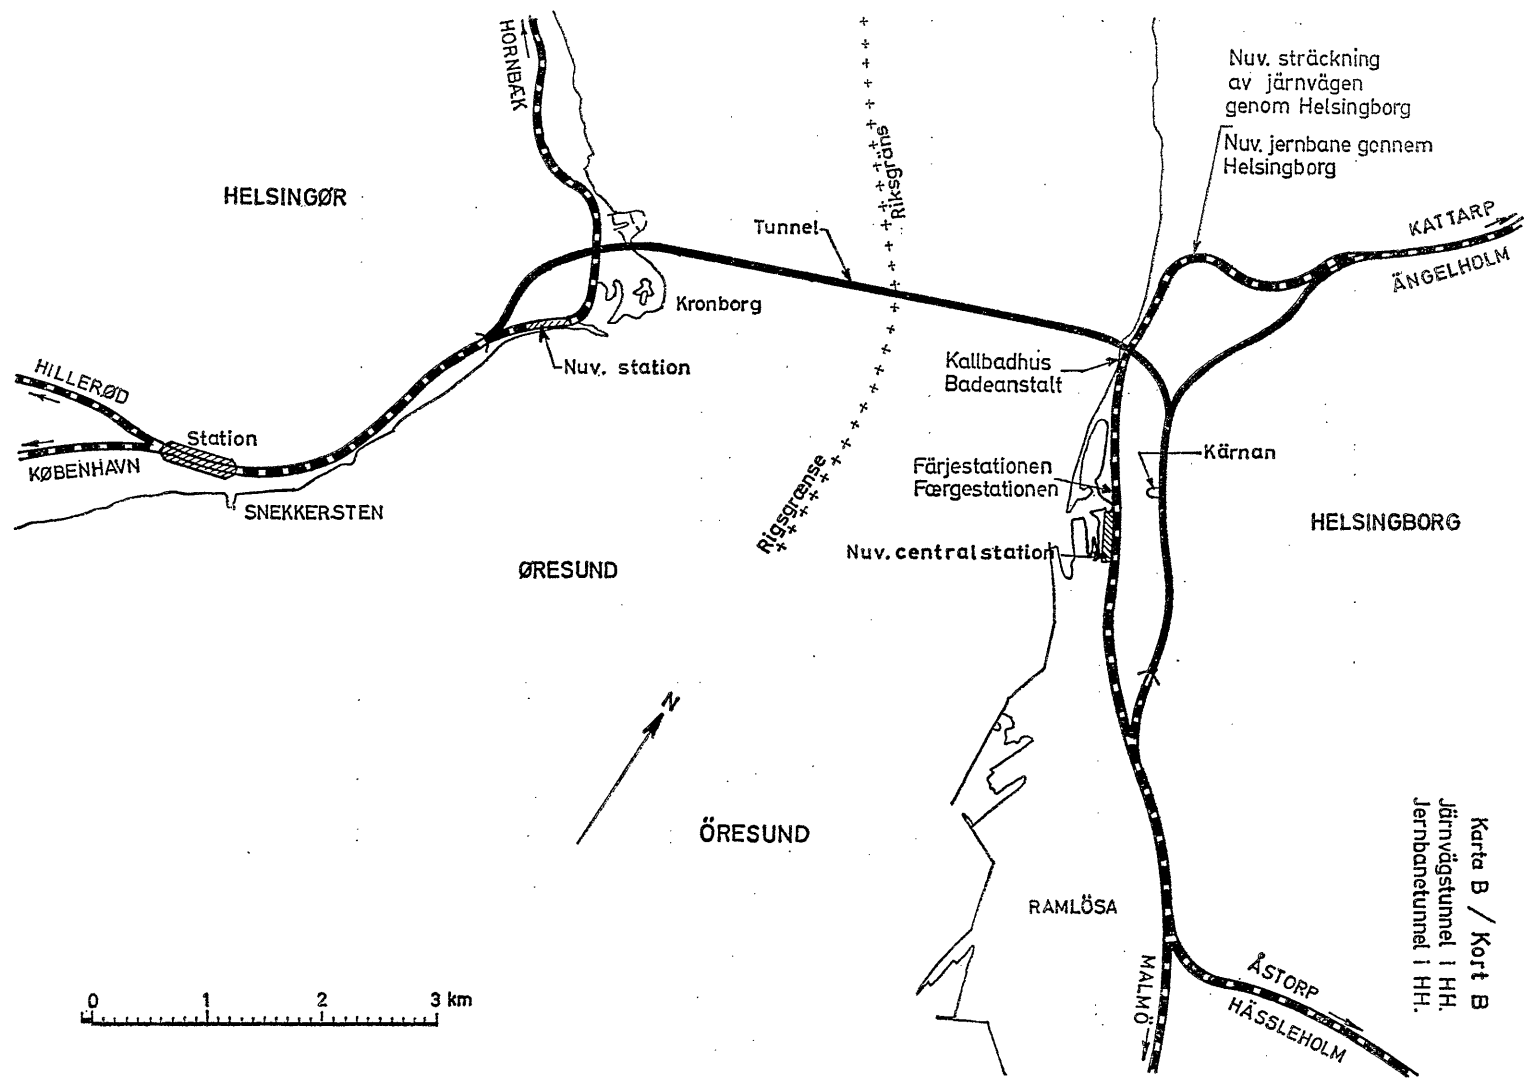 HORNBÆK
Nuv. sträckning
av järnvägen
genom Helsingborg
Nuv. jernbane gennem
Helsingborg
HELSINGØR
Riksgräns
Tunnel
KATTARP
ÄNGELHOLM
Kronborg
Nuv. station
Kallbadhus
Badeanstalt
HILLERØD
Station
KØBENHAVN
SNEKKERSTEN
Rigsgrænse
Färjestationen
Færgestationen
Kärnan
Nuv. centralstation
HELSINGBORG
ØRESUND
N
ÖRESUND
RAMLÖSA
MALMÖ
ÅSTORP
HÄSSLEHOLM
0 1 2 3 km
Karta B / Kort B
Järnvägstunnel i HH.
Jernbanetunnel i HH.